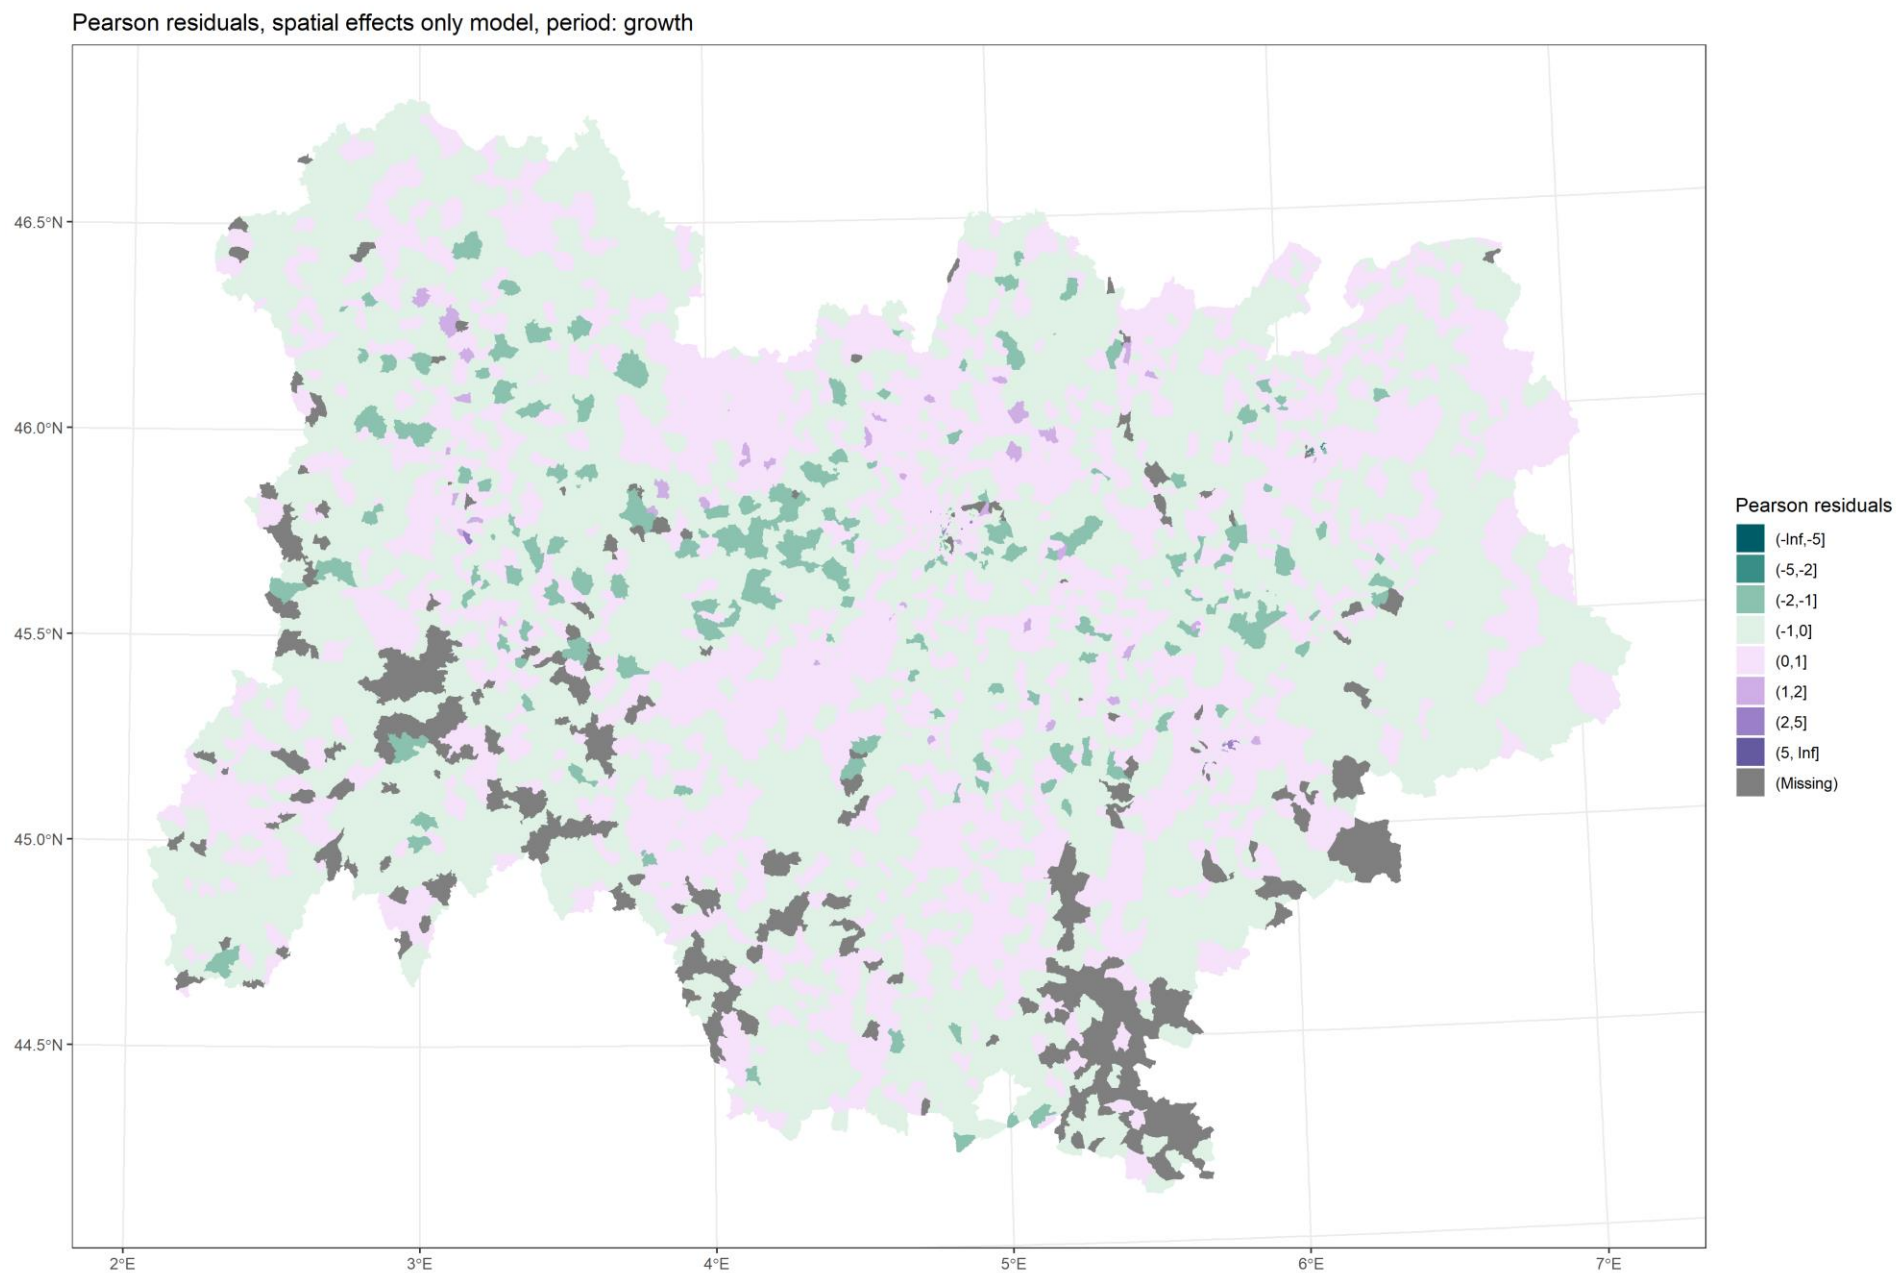 Pearson residuals, spatial effects only model, period: growth
46.5°N
46.0°N
45.5°N
45.0°N
44.5°N
2°E
3°E
4°E
5°E
6°E
7°E
Pearson residuals
(-Inf,-5]
(-5,-2]
(-2,-1]
(-1,0]
(0,1]
(1,2]
(2,5]
(5, Inf]
(Missing)